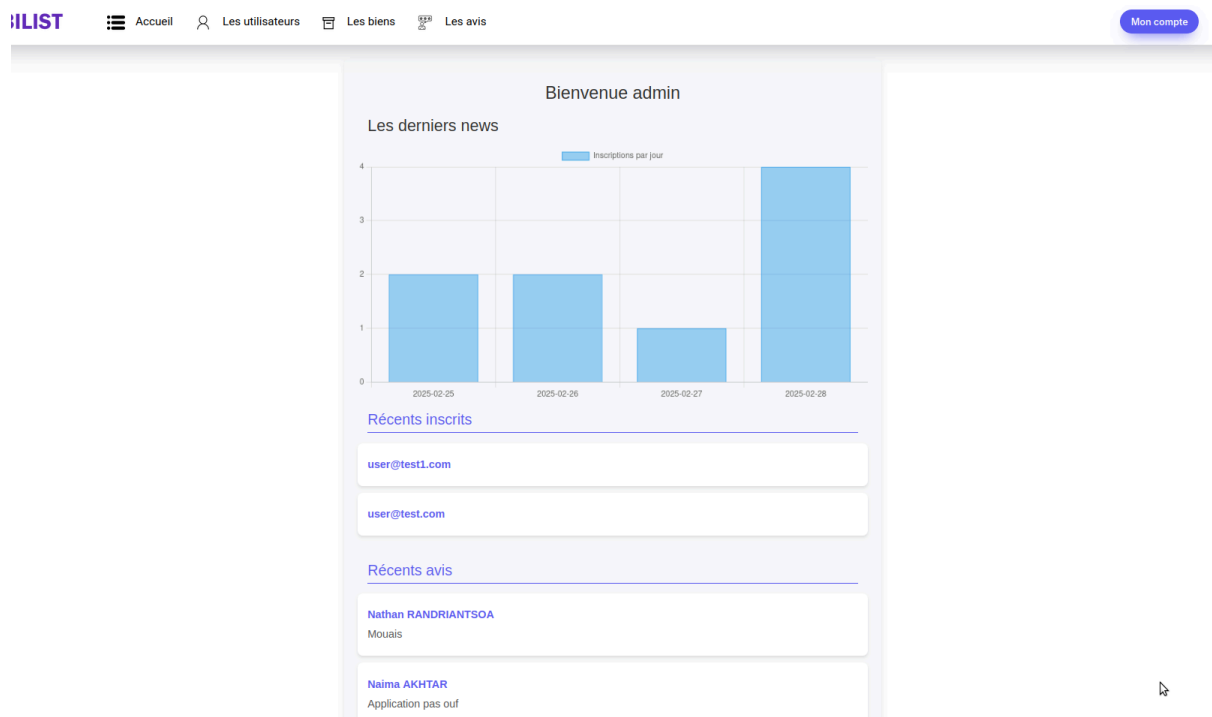 BILIST Accueil Les utilisateurs Les biens Les avis Mon compte
Bienvenue admin
Les derniers news
Inscriptions par jour
4
3
2
1
0
2025-02-25 2025-02-26 2025-02-27 2025-02-28
Récents inscrits
user@test1.com
user@test.com
Récents avis
Nathan RANDRIANTSOA
Mouais
Naima AKHTAR
Application pas ouf